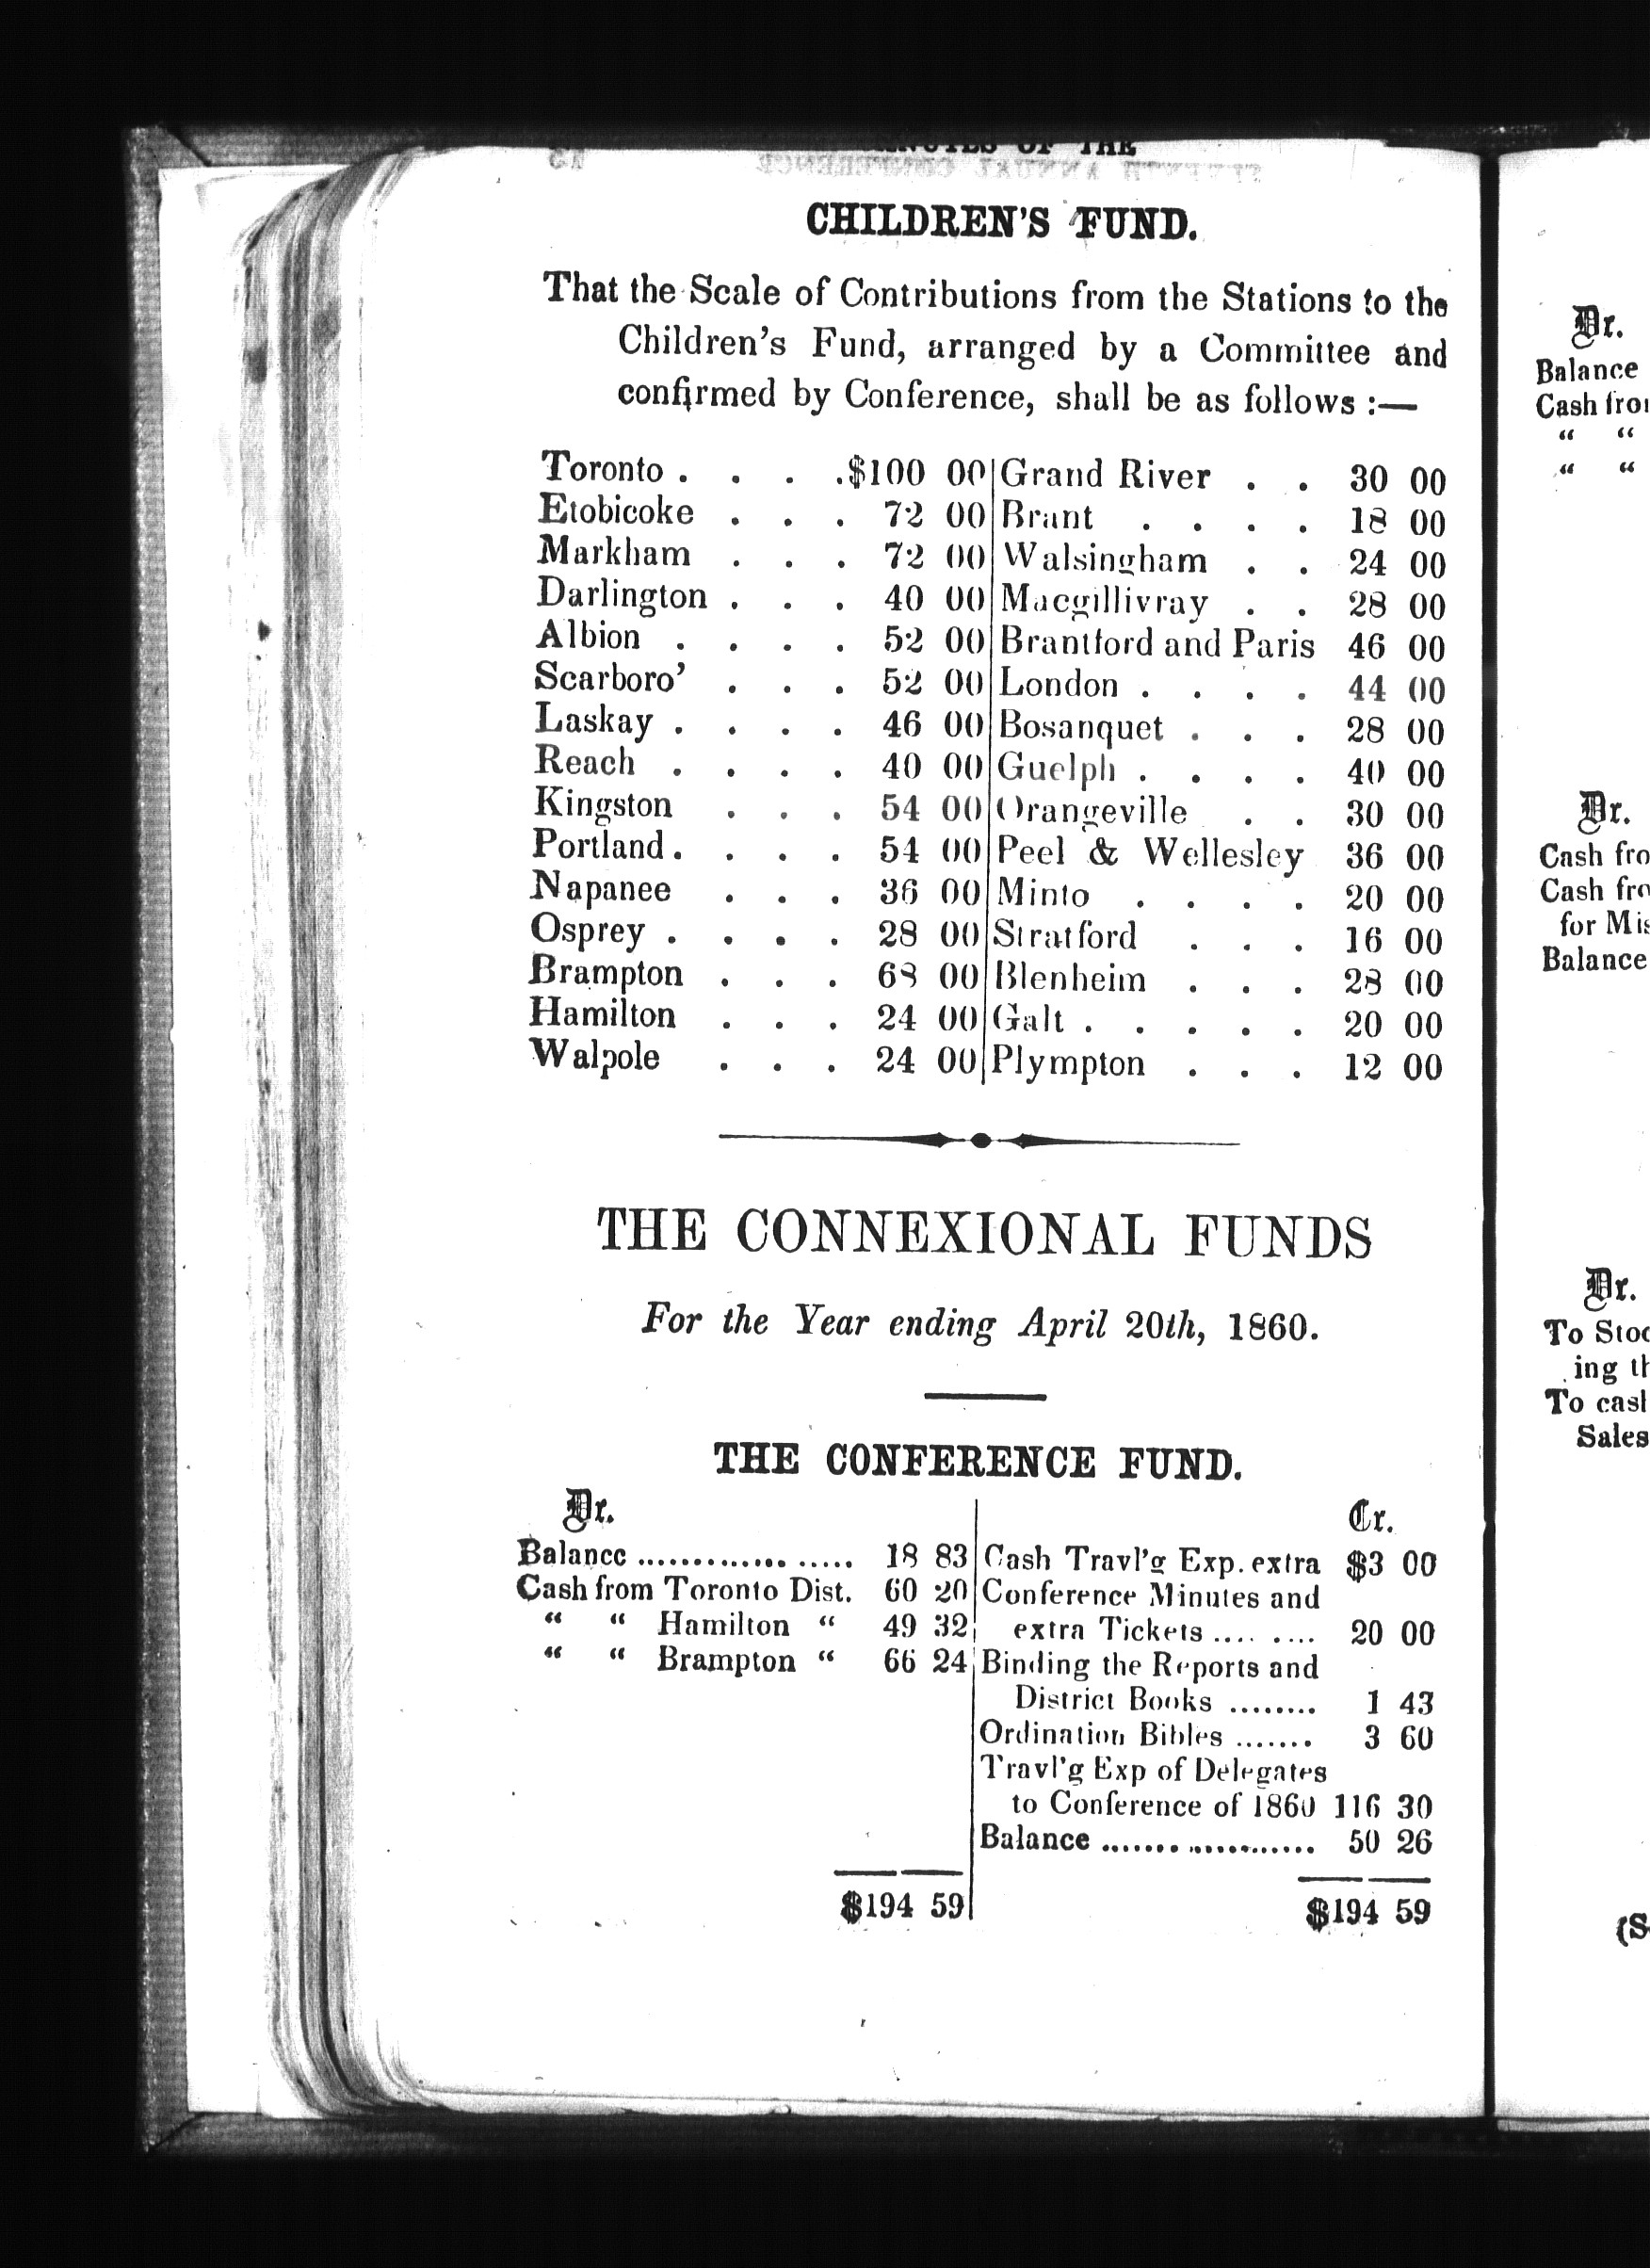 OF THE
CHILDREN'S FUND.
That the Scale of Contributions from the Stations to the
Children's Fund, arranged by a Committee and
confirmed by Conference, shall be as follows :—
Toronto . . . . $100 00
Etobicoke . . . 72 00
Markham . . . 72 00
Darlington . . . 40 00
Albion . . . . 52 00
Scarboro' . . . 52 00
Laskay . . . . 46 00
Reach . . . . 40 00
Kingston . . . 54 00
Portland . . . . 54 00
Napanee . . . 36 00
Osprey . . . . 28 00
Brampton . . . 68 00
Hamilton . . . 24 00
Walpole . . . 24 00
Grand River . . 30 00
Brant . . . . 18 00
Walsingham . . 24 00
Macgillivray . . 28 00
Brantford and Paris 46 00
London . . . . 44 00
Bosanquet . . . 28 00
Guelph . . . . 40 00
Orangeville . . 30 00
Peel & Wellesley 36 00
Minto . . . . 20 00
Stratford . . . 16 00
Blenheim . . . 28 00
Galt . . . . . 20 00
Plympton . . . 12 00
THE CONNEXIONAL FUNDS
For the Year ending April 20th, 1860.
THE CONFERENCE FUND.
Dr.
Balance .................... 18 83
Cash from Toronto Dist. 60 20
“ “ Hamilton “ 49 32
“ “ Brampton “ 66 24
$194 59
Cr.
Cash Travl'g Exp. extra $3 00
Conference Minutes and
extra Tickets ........ 20 00
Binding the Reports and
District Books ........ 1 43
Ordination Bibles ....... 3 60
Travl'g Exp of Delegates
to Conference of 1860 116 30
Balance .................... 50 26
$194 59
Dr.
Balance
Cash
“ “
“ “
Dr.
Cash
Cash
for
Balance
Dr.
To
ing
To
Sales